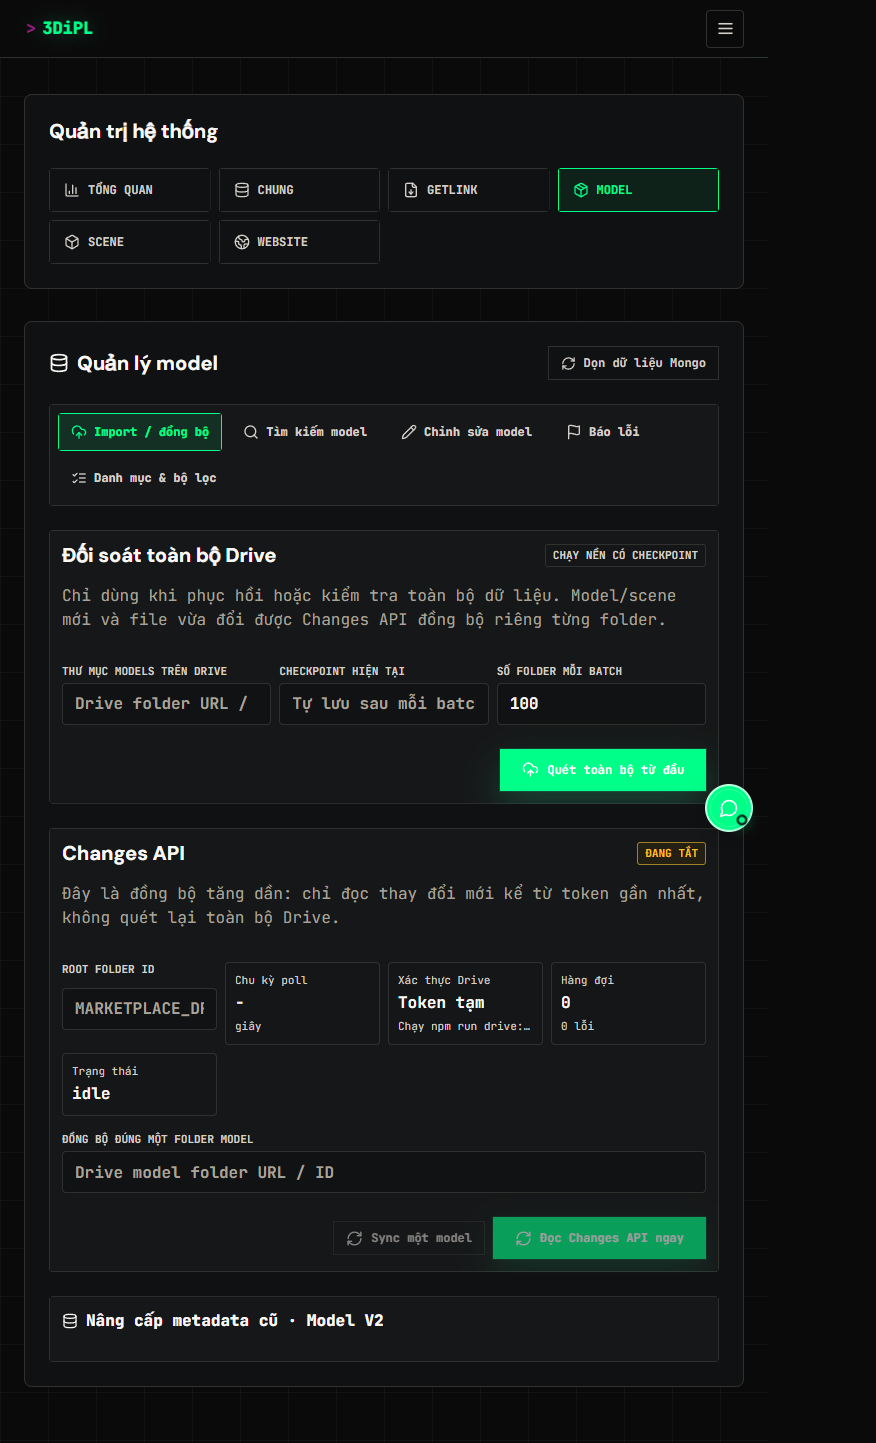 > 3DiPL
Quản trị hệ thống
TỔNG QUAN
CHUNG
GETLINK
MODEL
SCENE
WEBSITE
Quản lý model
Dọn dữ liệu Mongo
Import / đồng bộ
Tìm kiếm model
Chỉnh sửa model
Báo lỗi
Danh mục & bộ lọc
Đối soát toàn bộ Drive
CHẠY NỀN CÓ CHECKPOINT
Chỉ dùng khi phục hồi hoặc kiểm tra toàn bộ dữ liệu. Model/scene
mới và file vừa đổi được Changes API đồng bộ riêng từng folder.
THƯ MỤC MODELS TRÊN DRIVE
CHECKPOINT HIỆN TẠI
SỐ FOLDER MỖI BATCH
Drive folder URL /
Tự lưu sau mỗi batc
100
Quét toàn bộ từ đầu
Changes API
ĐANG TẮT
Đây là đồng bộ tăng dần: chỉ đọc thay đổi mới kể từ token gần nhất,
không quét lại toàn bộ Drive.
ROOT FOLDER ID
MARKETPLACE_DR
Chu kỳ poll
-
giây
Xác thực Drive
Token tạm
Chạy npm run drive:…
Hàng đợi
0
0 lỗi
Trạng thái
idle
ĐỒNG BỘ ĐÚNG MỘT FOLDER MODEL
Drive model folder URL / ID
Sync một model
Đọc Changes API ngay
Nâng cấp metadata cũ · Model V2